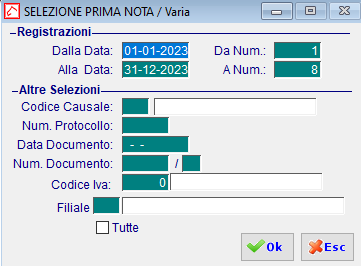 SELEZIONE PRIMA NOTA / Varia
Registrazioni
Dalla Data: 01-01-2023 Da Num.: 1
Alla Data: 31-12-2023 A Num.: 8
Altre Selezioni
Codice Causale:
Num. Protocollo:
Data Documento: - -
Num. Documento: /
Codice Iva: 0
Filiale
Tutte
Ok Esc